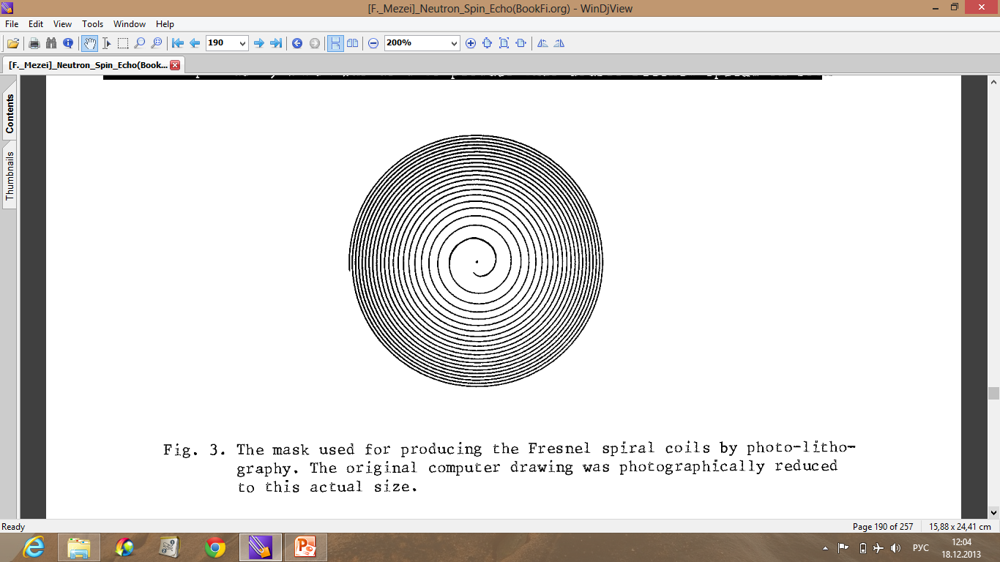 [F._Mezei]_Neutron_Spin_Echo(BookFi.org) - WinDjView
File Edit View Tools Window Help
190 200%
[F._Mezei]_Neutron_Spin_Echo(Book...
Contents
Thumbnails
Fig. 3. The mask used for producing the Fresnel spiral coils by photo-litho-
graphy. The original computer drawing was photographically reduced
to this actual size.
Ready Page 190 of 257 15,88 x 24,41 cm
РУС 12:04
18.12.2013